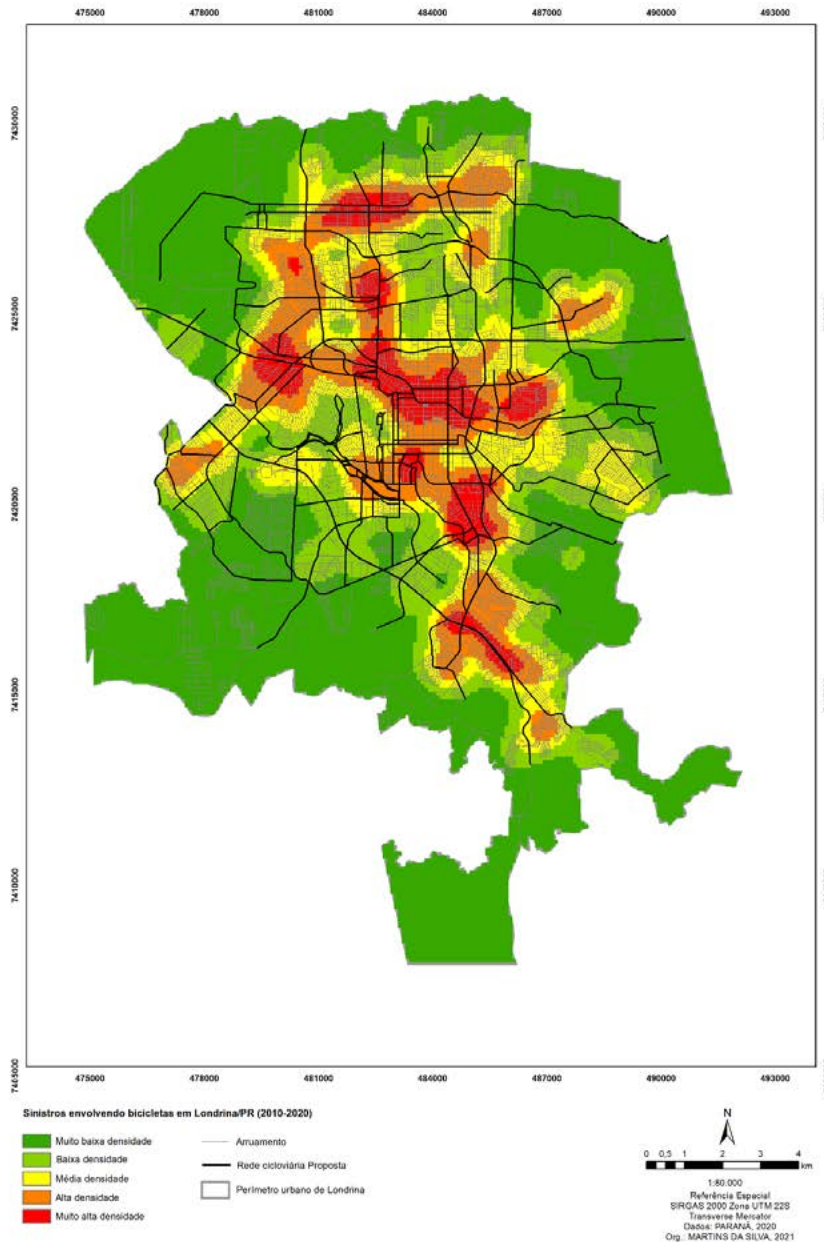 475000 478000 481000 484000 487000 490000 493000
7430000
7425000
7420000
7415000
7410000
7405000
475000 478000 481000 484000 487000 490000 493000
Sinistros envolvendo bicicletas em Londrina/PR (2010-2020)
Muito baixa densidade
Baixa densidade
Média densidade
Alta densidade
Muito alta densidade
Arruamento
Rede cicloviária Proposta
Perímetro urbano de Londrina
N
0 0,5 1 2 3 4
km
1:80.000
Referência Espacial
SIRGAS 2000 Zona UTM 22S
Transverse Mercator
Dados: PARANÁ, 2020
Org.: MARTINS DA SILVA, 2021